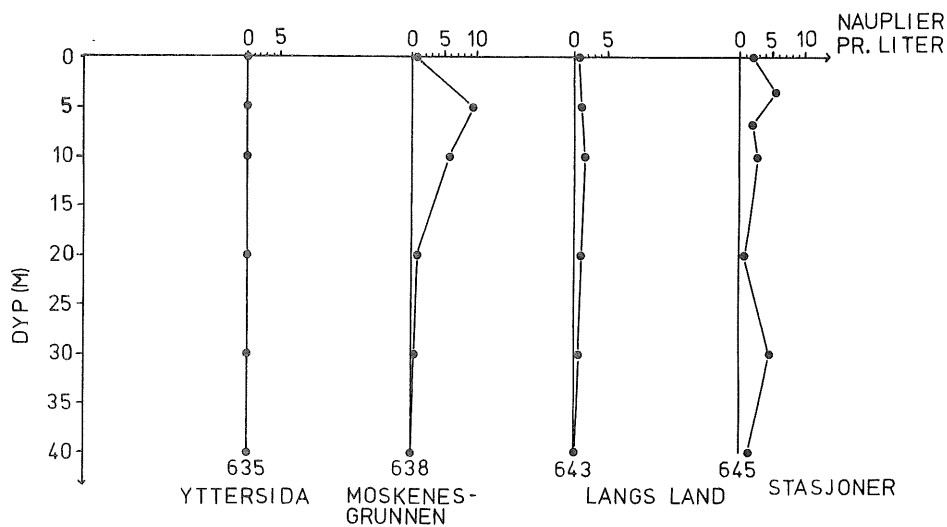 NAUPLIER
PR. LITER
0 5 0 5 10 0 5 0 5 10
DYP (M)
0
5
10
15
20
25
30
35
40
635 638 643 645
YTTERSIDA MOSKENES-
GRUNNEN LANGS LAND STASJONER